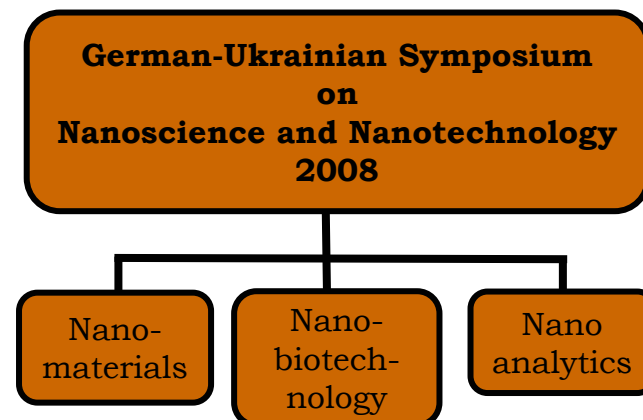 German-Ukrainian Symposium
on
Nanoscience and Nanotechnology
2008
Nano-
materials
Nano-
biotech-
nology
Nano
analytics